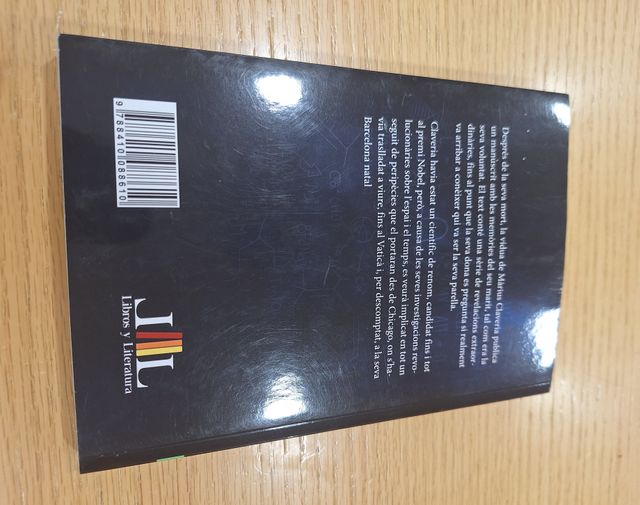 Després de la seva mort, la vídua de Màrius Claveria publica
un manuscrit amb les memòries del seu marit, tal com era la
seva voluntat. El text conté una sèrie de revelacions extraor-
dinàries, fins al punt que la seva dona es pregunta si realment
va arribar a conèixer qui va ser la seva parella.
Claveria havia estat un científic de renom, candidat fins i tot
al premi Nobel, però, a causa de les seves investigacions revo-
lucionàries sobre l'espai i el temps, es veurà implicat en tot un
seguit de peripècies que el portaran des de Chicago, on s'ha-
via traslladat a viure, fins al Vaticà i, per descomptat, a la seva
Barcelona natal
9 788410 088610
J L
Libros y Literatura